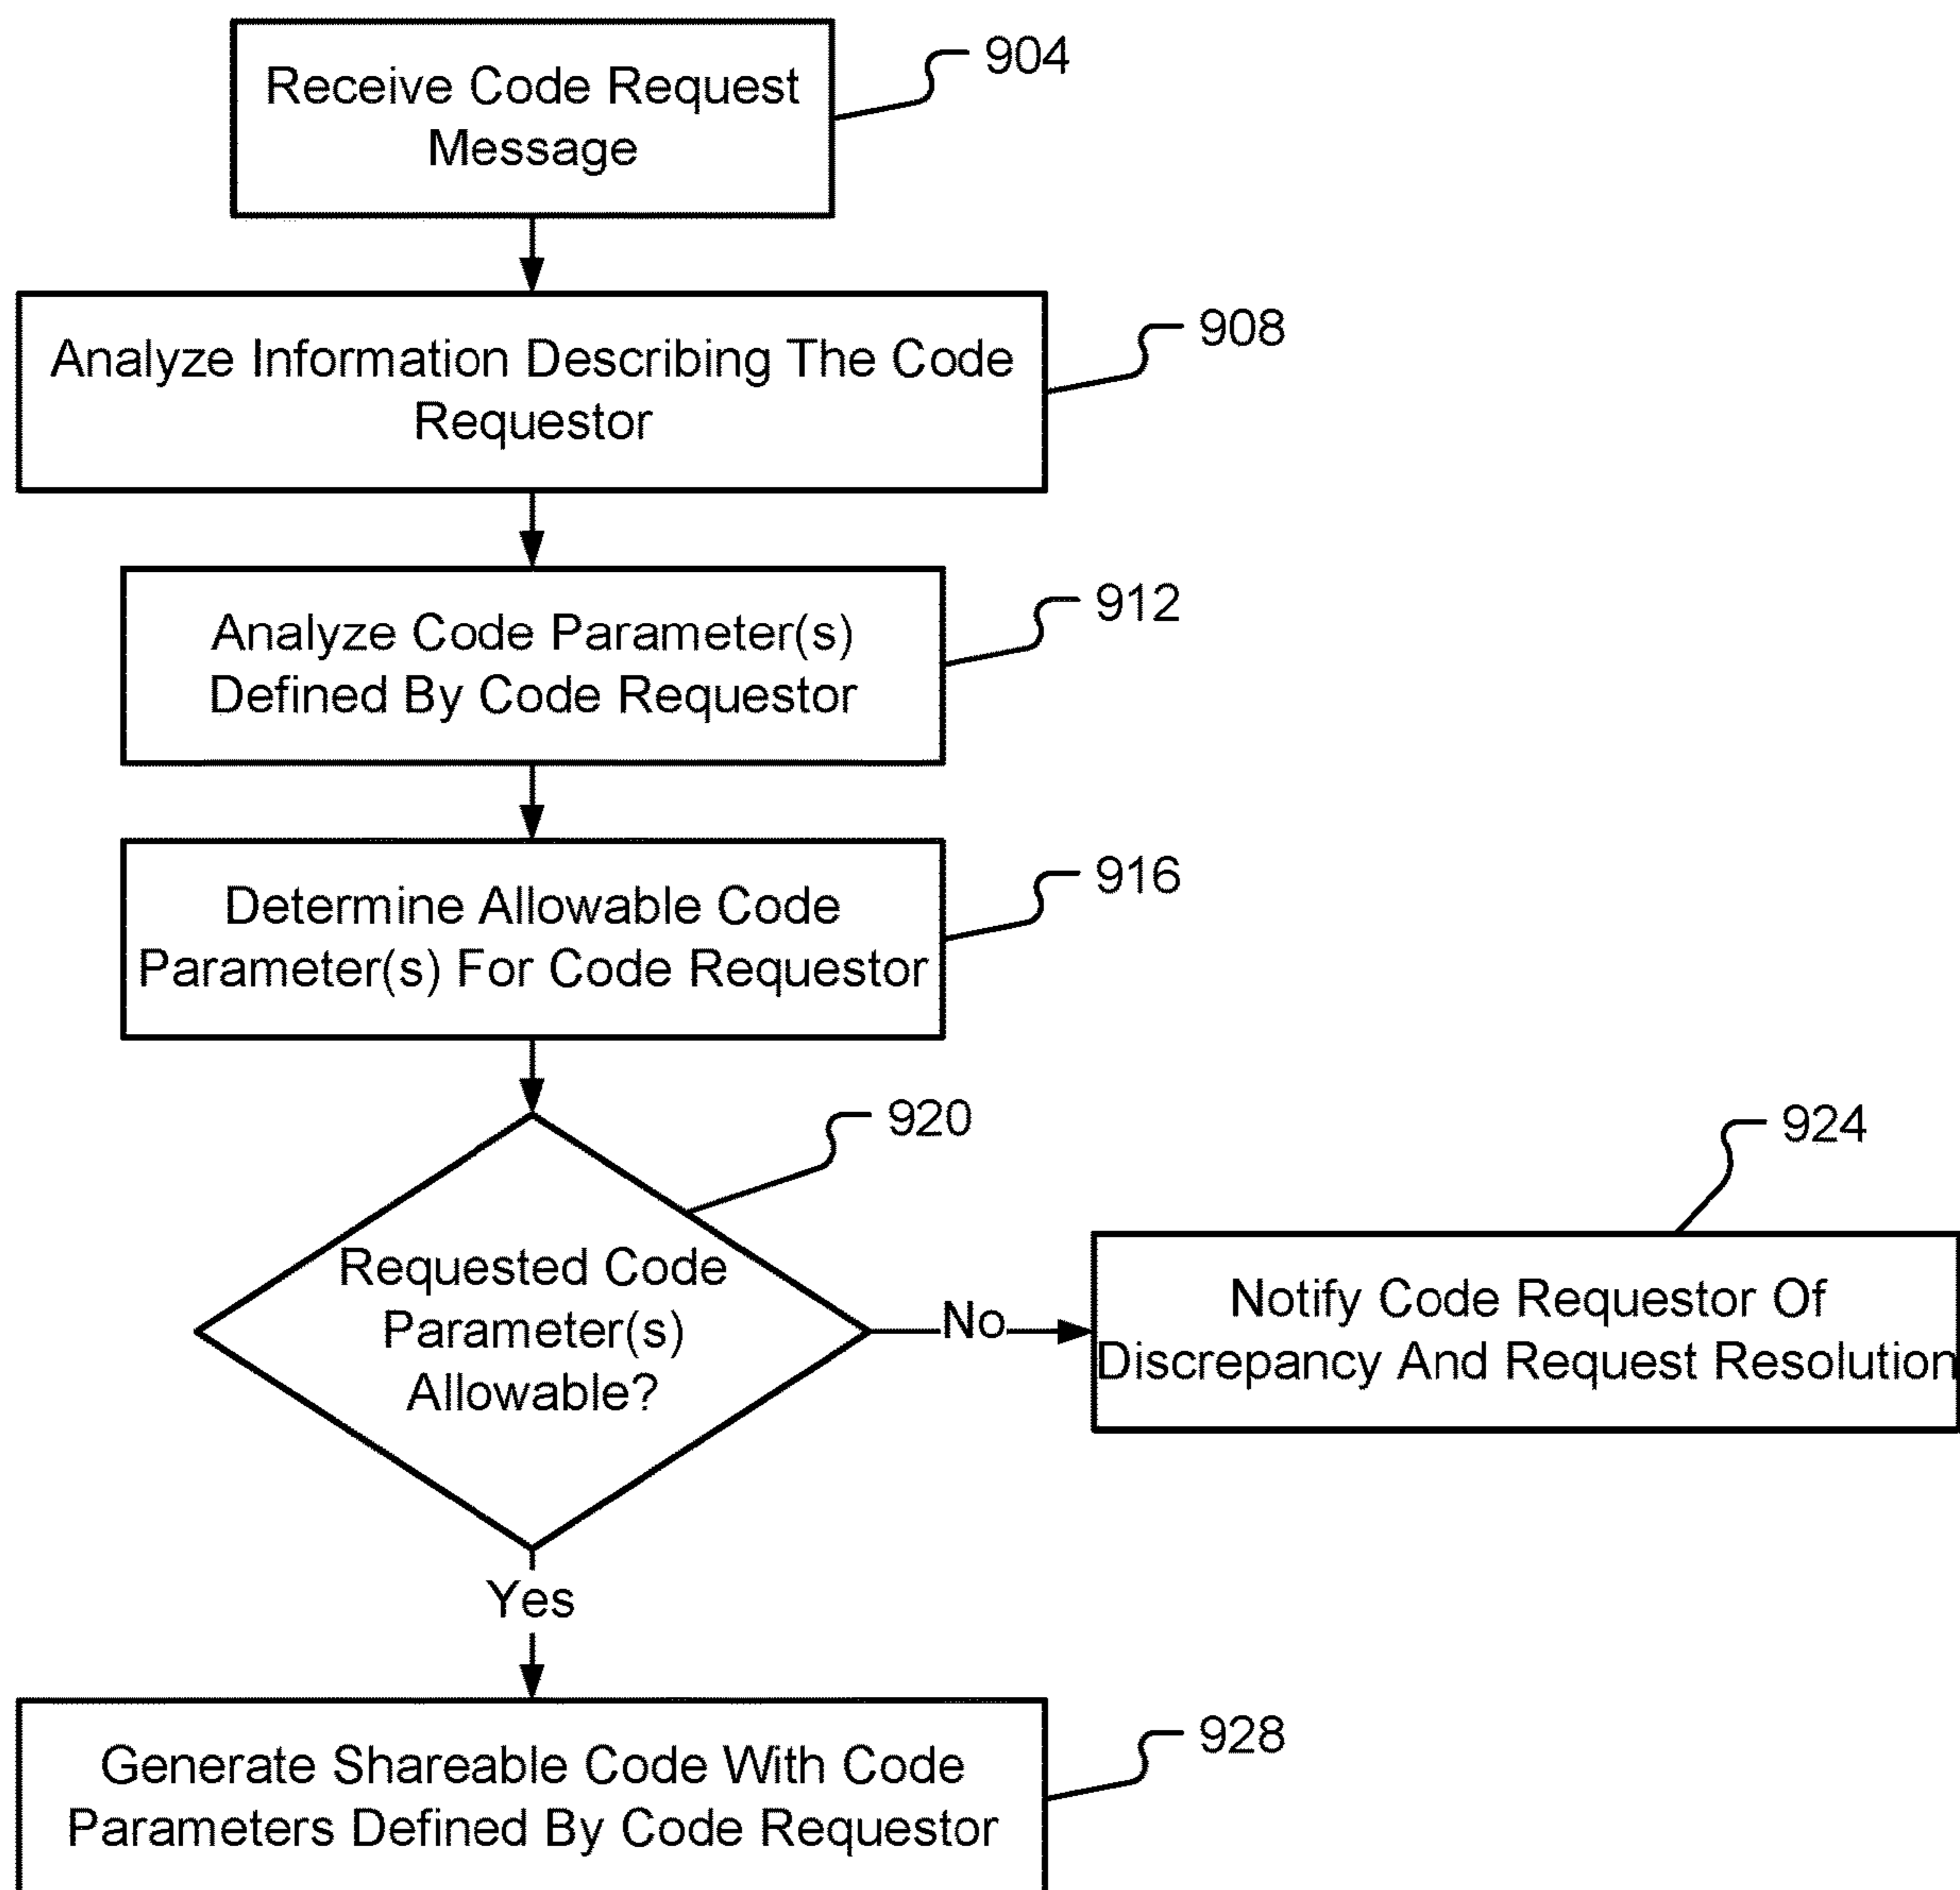 Receive Code Request
Message
904
Analyze Information Describing The Code
Requestor
908
Analyze Code Parameter(s)
Defined By Code Requestor
912
Determine Allowable Code
Parameter(s) For Code Requestor
916
920
Requested Code
Parameter(s)
Allowable?
No
924
Notify Code Requestor Of
Discrepancy And Request Resolution
Yes
Generate Shareable Code With Code
Parameters Defined By Code Requestor
928